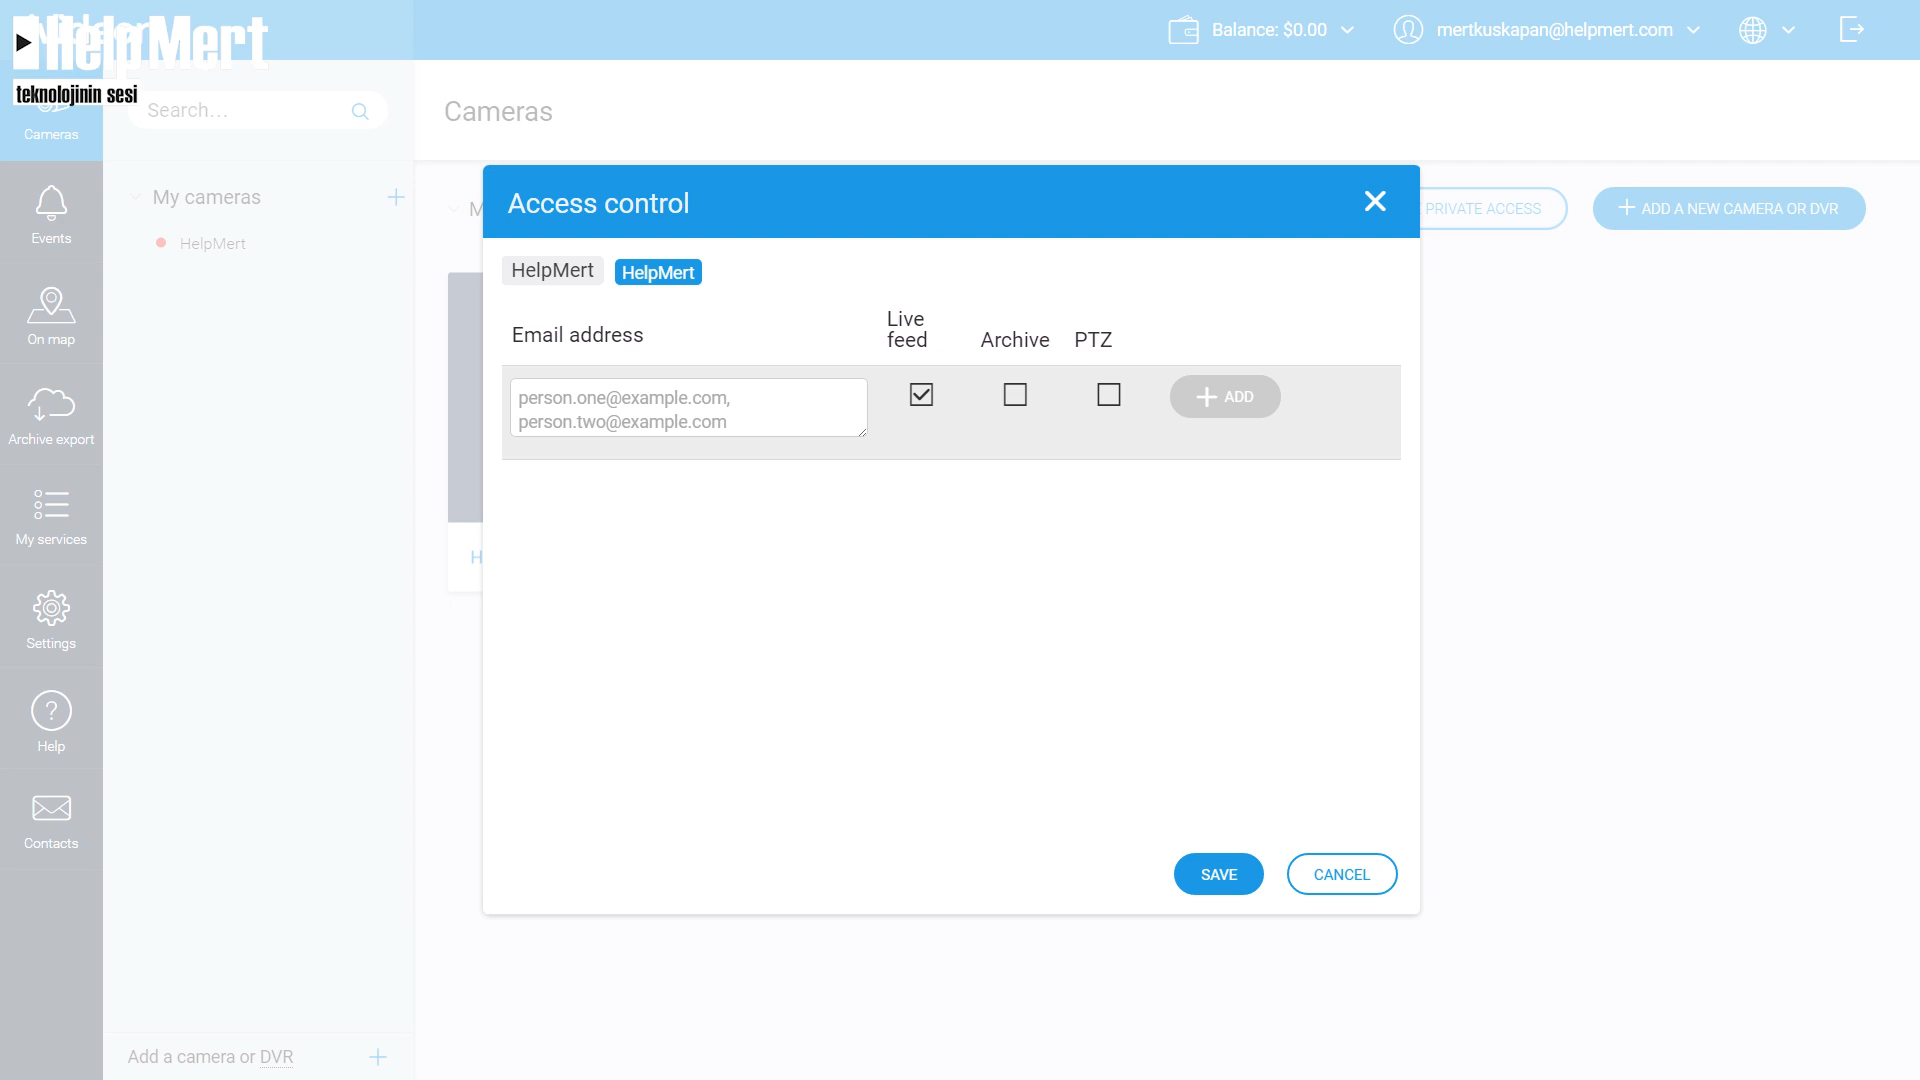 HelpMert
teknolojinin sesi
Balance: $0.00
mertkuskapan@helpmert.com
Cameras
Search...
Cameras
Events
On map
Archive export
My services
Settings
Help
Contacts
My cameras
HelpMert
Add a camera or DVR
M
PRIVATE ACCESS
ADD A NEW CAMERA OR DVR
H
Access control
HelpMert HelpMert
Email address
Live
feed
Archive
PTZ
person.one@example.com,
person.two@example.com
ADD
SAVE
CANCEL